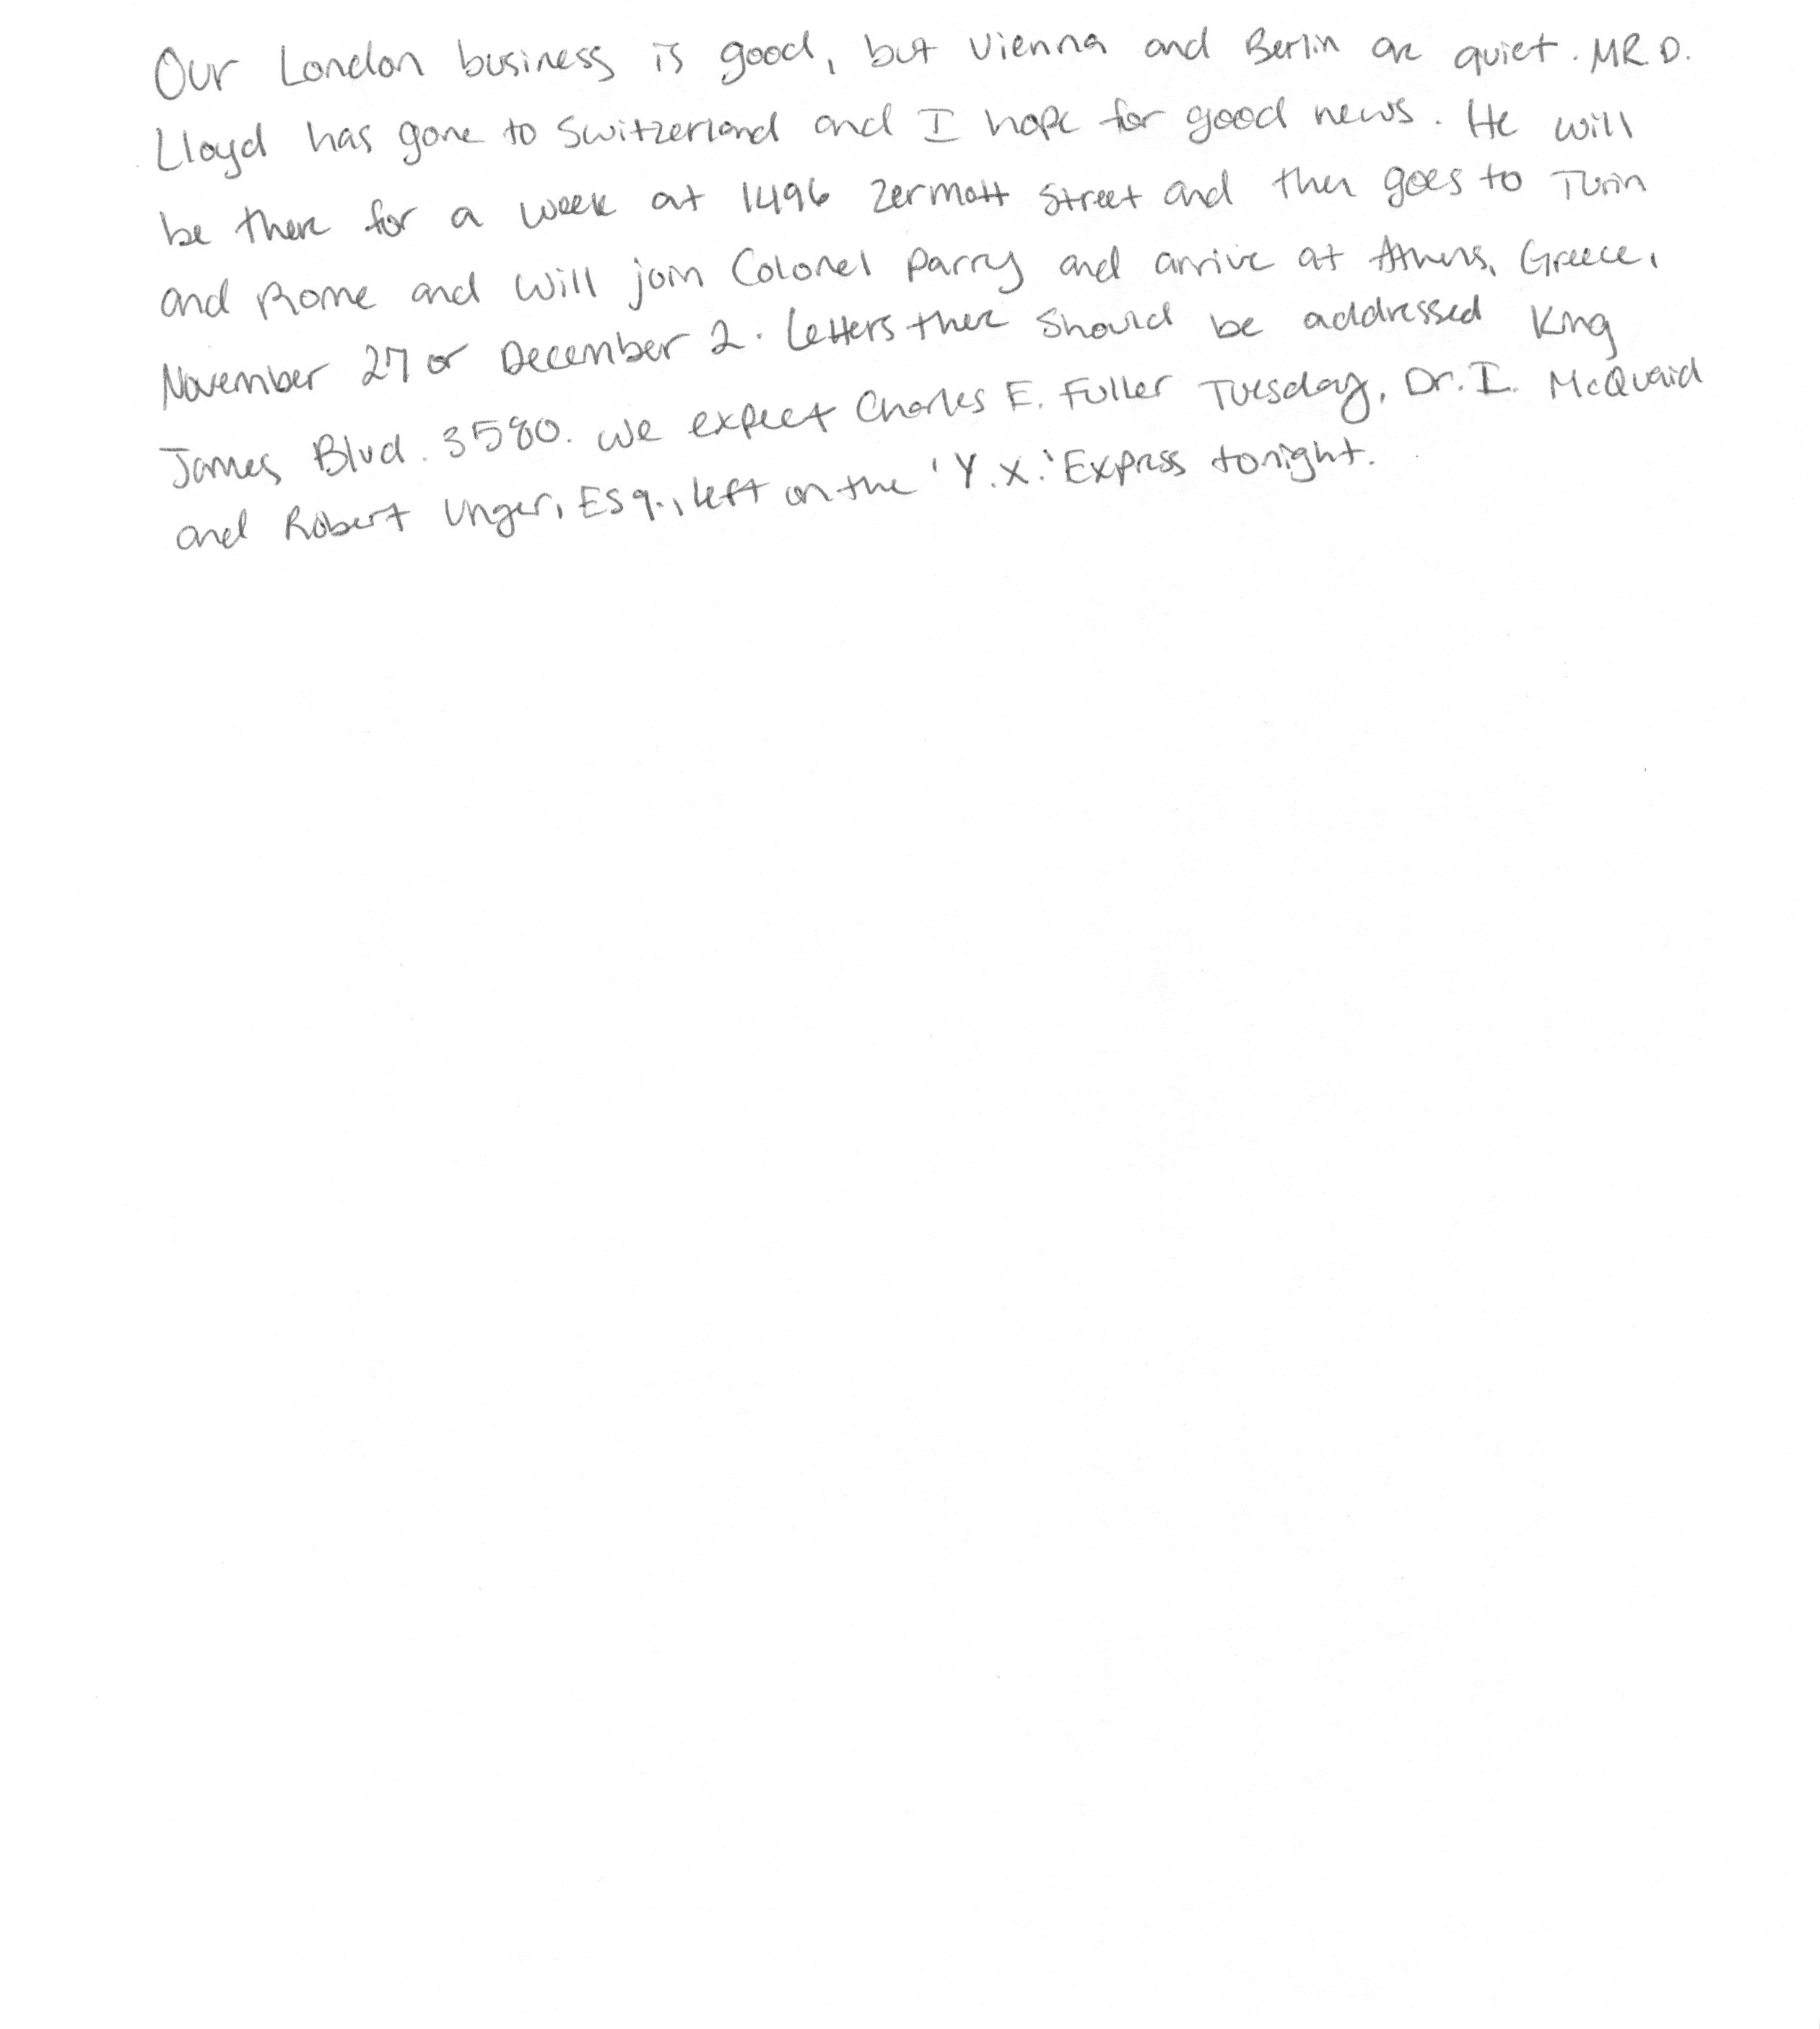 Our London business is good, but Vienna and Berlin are quiet. MR. D.
Lloyd has gone to Switzerland and I hope for good news. He will
be there for a week at 1496 Zermott Street and then goes to Turin
and Rome and will join Colonel Parry and arrive at Athens, Greece,
November 27 or December 2. Letters there should be addressed King
James Blvd. 3580. We expect Charles E. Fuller Tuesday, Dr. I. McQuaid
and Robert Unger, Esq., left on the 'Y.X.' Express tonight.